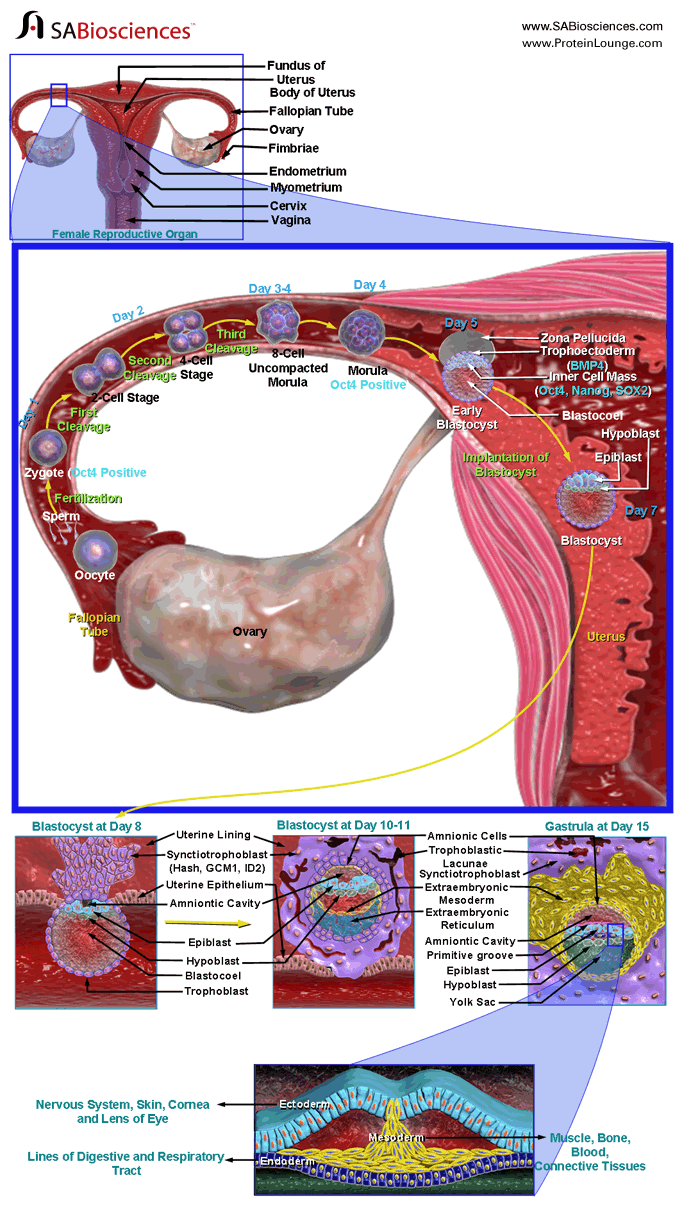 SABiosciences™
www.SABiosciences.com
www.ProteinLounge.com
Fundus of
Uterus
Body of Uterus
Fallopian Tube
Ovary
Fimbriae
Endometrium
Myometrium
Cervix
Vagina
Female Reproductive Organ
Day 1
Day 2
Day 3-4
Day 4
Day 5
Zona Pellucida
Trophoectoderm
(BMP4)
Inner Cell Mass
(Oct4, Nanog, SOX2)
Blastocoel
Early
Blastocyst
Third
Cleavage
4-Cell
Stage
8-Cell
Uncompacted
Morula
Morula
Oct4 Positive
Second
Cleavage
2-Cell Stage
First
Cleavage
Hypoblast
Epiblast
Implantation of
Blastocyst
Zygote (Oct4 Positive
Fertilization
Sperm
Day 7
Blastocyst
Oocyte
Fallopian
Tube
Ovary
Uterus
Blastocyst at Day 8
Blastocyst at Day 10-11
Gastrula at Day 15
Uterine Lining
Synctiotrophoblast
(Hash, GCM1, ID2)
Uterine Epithelium
Amniontic Cavity
Epiblast
Hypoblast
Blastocoel
Trophoblast
Amnionic Cells
Trophoblastic
Lacunae
Synctiotrophoblast
Extraembryonic
Mesoderm
Extraembryonic
Reticulum
Amniontic Cavity
Primitive groove
Epiblast
Hypoblast
Yolk Sac
Nervous System, Skin, Cornea
and Lens of Eye
Ectoderm
Mesoderm
Muscle, Bone,
Blood,
Connective Tissues
Lines of Digestive and Respiratory
Tract
Endoderm